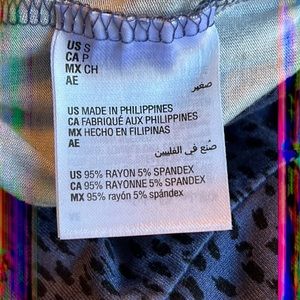 US S
CA P
MX CH
AE
صغير
US MADE IN PHILIPPINES
CA FABRIQUÉ AUX PHILIPPINES
MX HECHO EN FILIPINAS
AE
صُنع في الفلبين
US 95% RAYON 5% SPANDEX
CA 95% RAYONNE 5% SPANDEX
MX 95% rayón 5% spándex